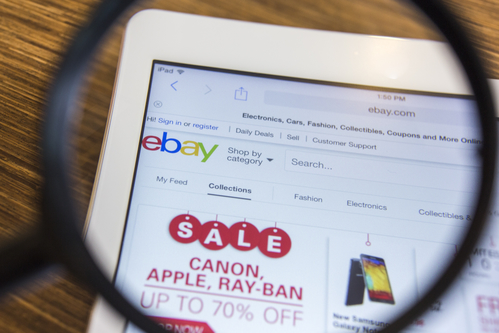 iPad
1:50 PM
ebay.com
Electronics, Cars, Fashion, Collectibles, Coupons and More Online
Hi! Sign in or register | Daily Deals | Sell | Customer Support
ebay
Shop by
category
Search...
My Feed
Collections
Fashion
Electronics
Collectibles &
SALE
CANON,
APPLE, RAY-BAN
UP TO 70% OFF
NOW
New Samsung
Galaxy